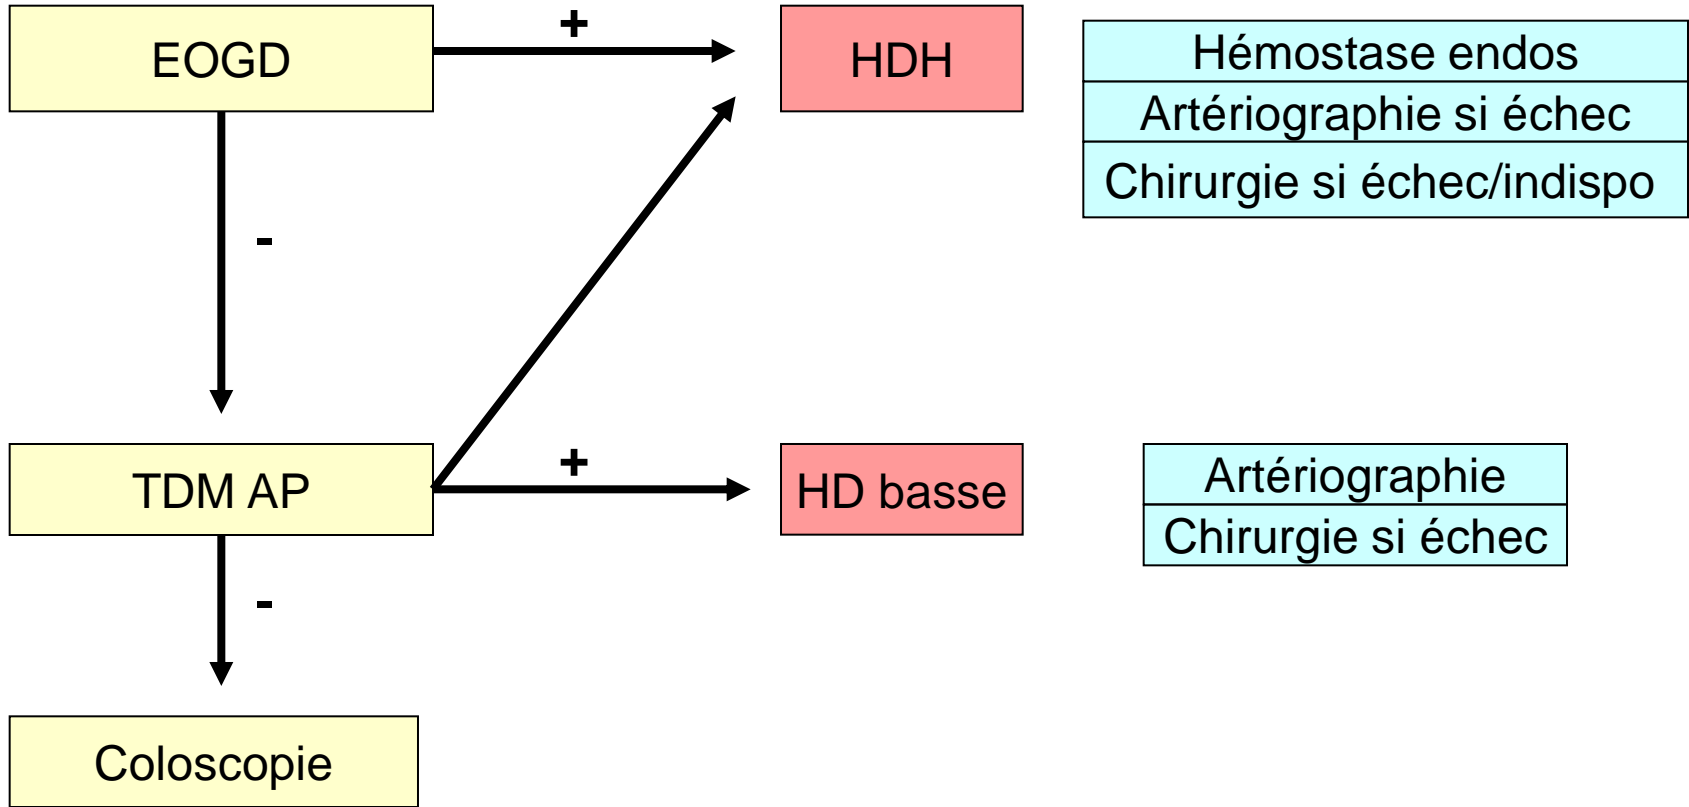 EOGD
+
HDH
Hémostase endos
Artériographie si échec
Chirurgie si échec/indispo
-
TDM AP
+
HD basse
Artériographie
Chirurgie si échec
-
Coloscopie